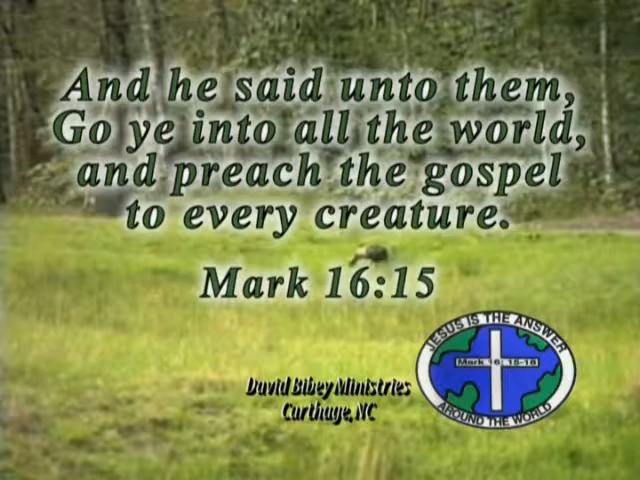 And he said unto them,
Go ye into all the world,
and preach the gospel
to every creature.
Mark 16:15
JESUS IS THE ANSWER
Mark 16: 15-18
AROUND THE WORLD
David Bibey Ministries
Carthage, NC